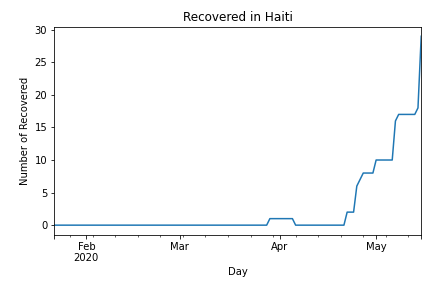 Recovered in Haiti
30
25
20
15
10
5
0
Number of Recovered
Feb
2020
Mar
Apr
May
Day